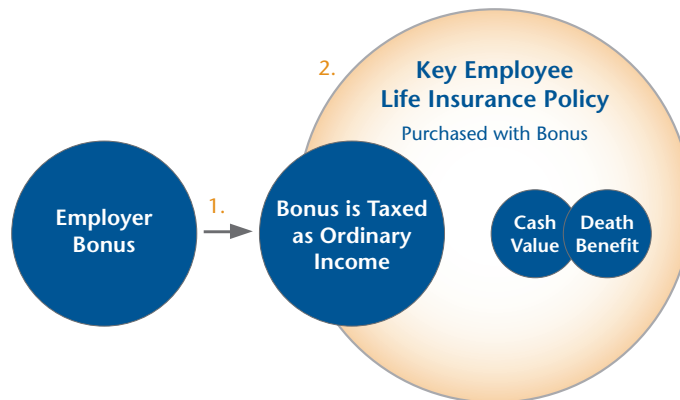 2.
Key Employee
Life Insurance Policy
Purchased with Bonus
Employer
Bonus
1.
Bonus is Taxed
as Ordinary
Income
Cash
Value
Death
Benefit